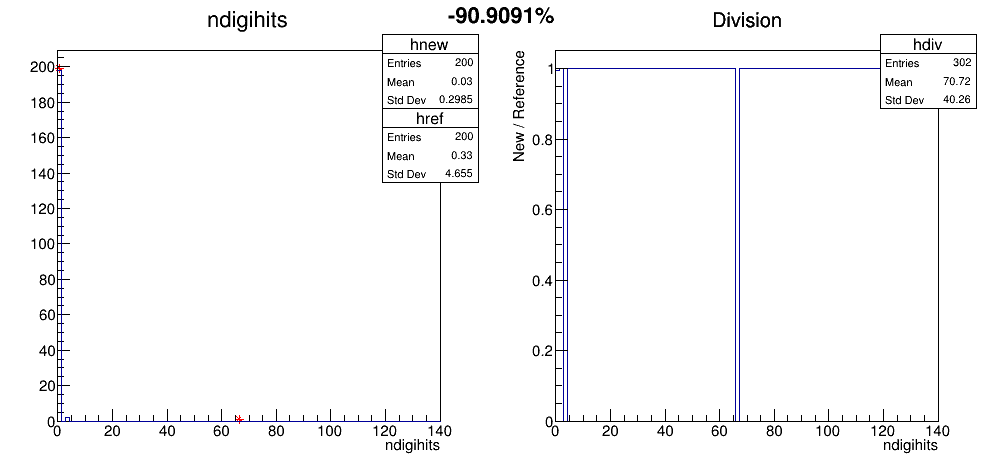 -90.9091%
ndigihits
hnew
Entries 200
Mean 0.03
Std Dev 0.2985
href
Entries 200
Mean 0.33
Std Dev 4.655
200
180
160
140
120
100
80
60
40
20
0
0 20 40 60 80 100 120 140
ndigihits
Division
hdiv
Entries 302
Mean 70.72
Std Dev 40.26
New / Reference
1
0.8
0.6
0.4
0.2
0
0 20 40 60 80 100 120 140
ndigihits